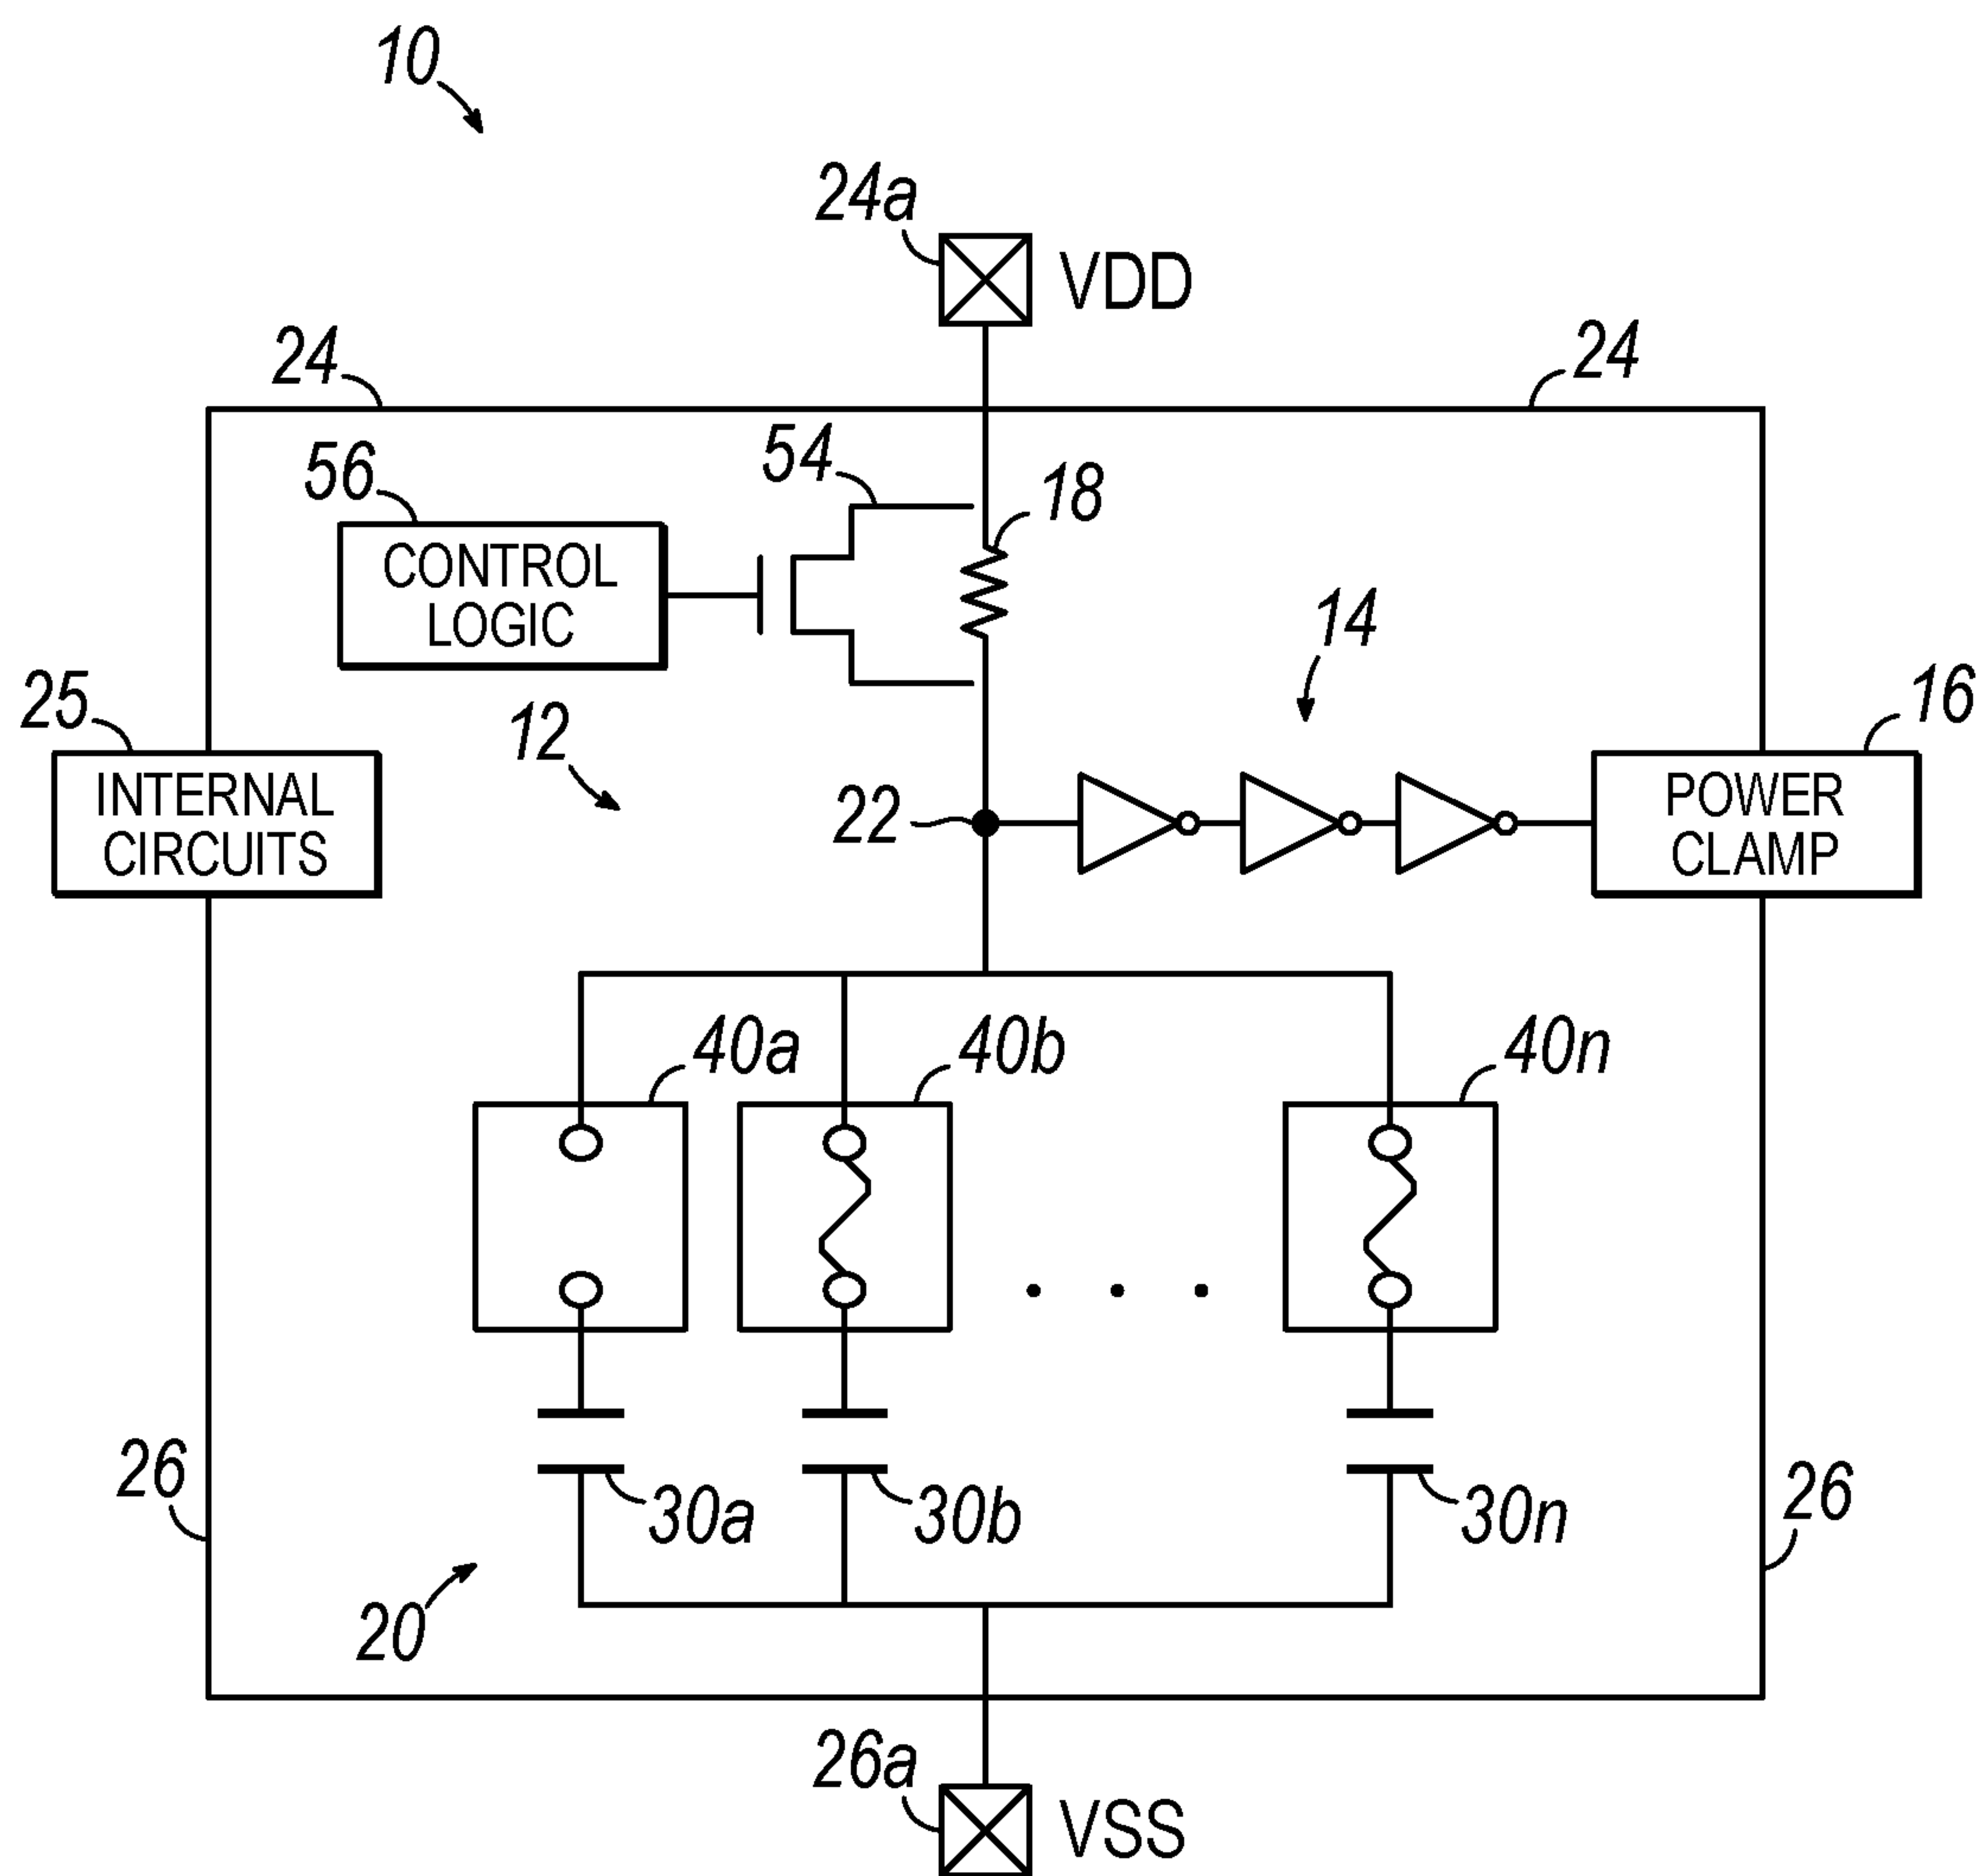 10
24a
VDD
24
24
56
54
18
CONTROL
LOGIC
14
25
12
16
INTERNAL
CIRCUITS
22
POWER
CLAMP
40a
40b
40n
26
30a
30b
30n
26
20
26a
VSS